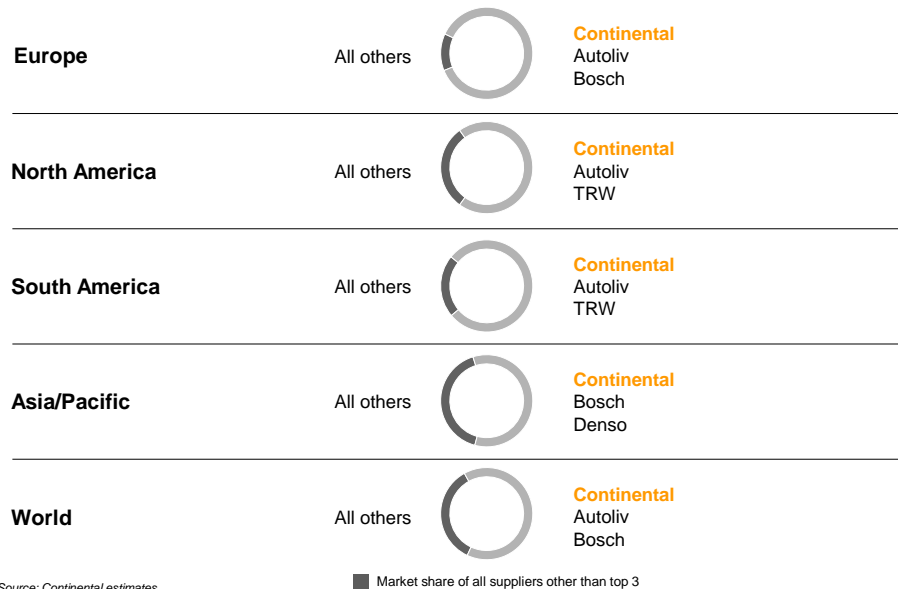 Europe
All others
Continental
Autoliv
Bosch
North America
All others
Continental
Autoliv
TRW
South America
All others
Continental
Autoliv
TRW
Asia/Pacific
All others
Continental
Bosch
Denso
World
All others
Continental
Autoliv
Bosch
Source: Continental estimates
Market share of all suppliers other than top 3